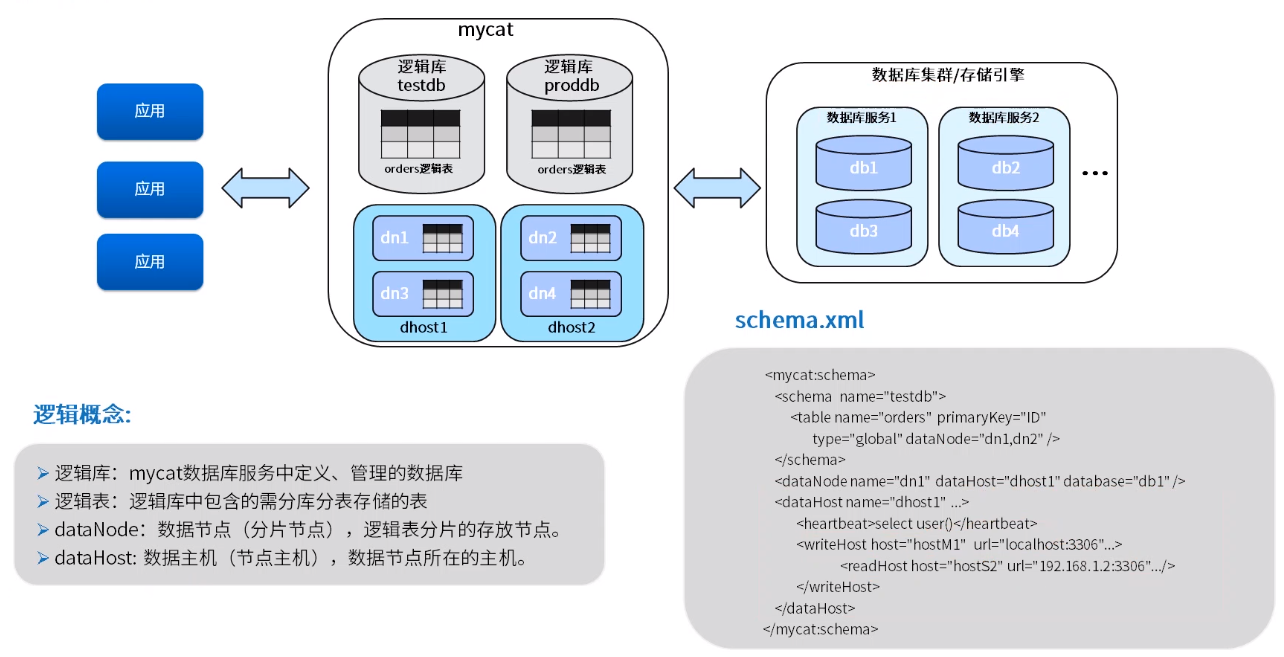 mycat
逻辑库
testdb
orders逻辑表
逻辑库
proddb
orders逻辑表
应用
应用
应用
dn1
dn3
dhost1
dn2
dn4
dhost2
数据库集群/存储引擎
数据库服务1
db1
db3
数据库服务2
db2
db4
...
逻辑概念:
逻辑库：mycat数据库服务中定义、管理的数据库
逻辑表：逻辑库中包含的需分库分表存储的表
dataNode：数据节点（分片节点），逻辑表分片的存放节点。
dataHost: 数据主机（节点主机），数据节点所在的主机。
schema.xml
<mycat:schema>
<schema name="testdb">
<table name="orders" primaryKey="ID"
type="global" dataNode="dn1,dn2" />
</schema>
<dataNode name="dn1" dataHost="dhost1" database="db1" />
<dataHost name="dhost1" ...>
<heartbeat>select user()</heartbeat>
<writeHost host="hostM1" url="localhost:3306"...>
<readHost host="hostS2" url="192.168.1.2:3306".../>
</writeHost>
</dataHost>
</mycat:schema>